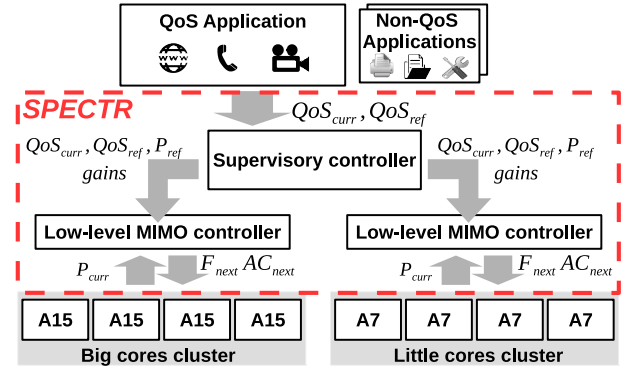 QoS Application
www
Non-QoS
Applications
SPECTR
QoScurr, QoSref
QoScurr, QoSref, Pref
gains
Supervisory controller
QoScurr, QoSref, Pref
gains
Low-level MIMO controller
Low-level MIMO controller
Pcurr
Fnext ACnext
Pcurr
Fnext ACnext
A15 A15 A15 A15
A7 A7 A7 A7
Big cores cluster
Little cores cluster